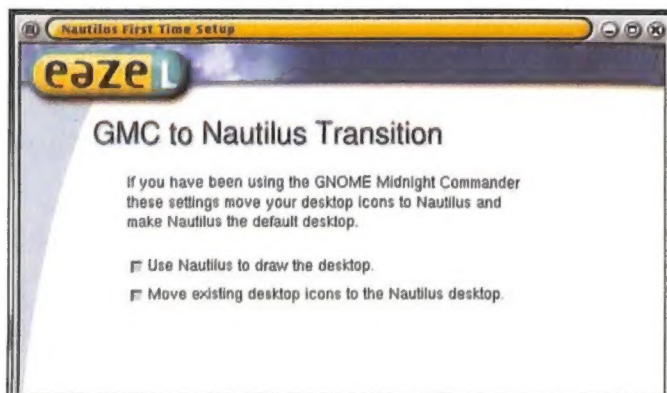 Nautilus First Time Setup
eazel
GMC to Nautilus Transition
If you have been using the GNOME Midnight Commander
these settings move your desktop icons to Nautilus and
make Nautilus the default desktop.
Use Nautilus to draw the desktop.
Move existing desktop icons to the Nautilus desktop.